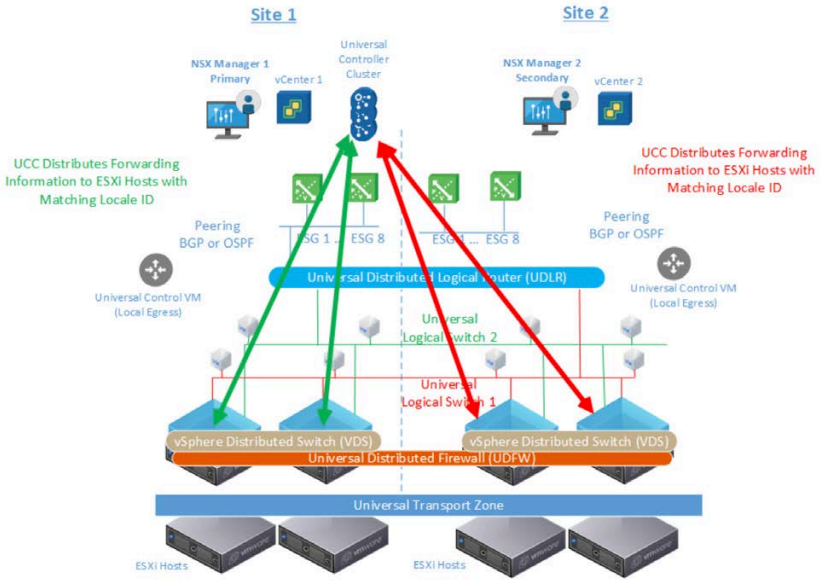 Site 1
Site 2
NSX Manager 1
Primary
vCenter 1
Universal
Controller
Cluster
NSX Manager 2
Secondary
vCenter 2
UCC Distributes Forwarding
Information to ESXi Hosts with
Matching Locale ID
UCC Distributes Forwarding
Information to ESXi Hosts with
Matching Locale ID
Peering
BGP or OSPF
ESG 1 ... ESG 8
ESG 1 ... ESG 8
Peering
BGP or OSPF
Universal Distributed Logical Router (UDLR)
Universal Control VM
(Local Egress)
Universal Control VM
(Local Egress)
Universal
Logical Switch 2
Universal
Logical Switch 1
vSphere Distributed Switch (VDS)
vSphere Distributed Switch (VDS)
Universal Distributed Firewall (UDFW)
Universal Transport Zone
vmware
vmware
vmware
vmware
ESXi Hosts
ESXi Hosts